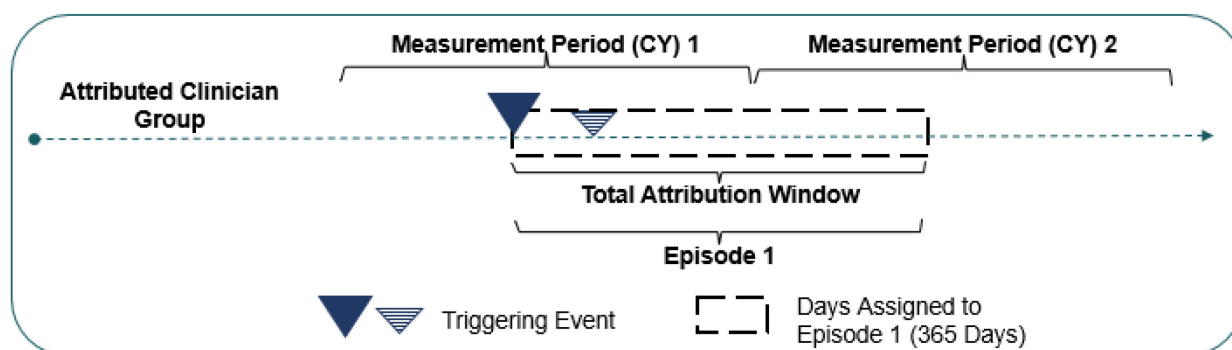 Measurement Period (CY) 1
Measurement Period (CY) 2
Attributed Clinician
Group
Total Attribution Window
Episode 1
Triggering Event
Days Assigned to
Episode 1 (365 Days)